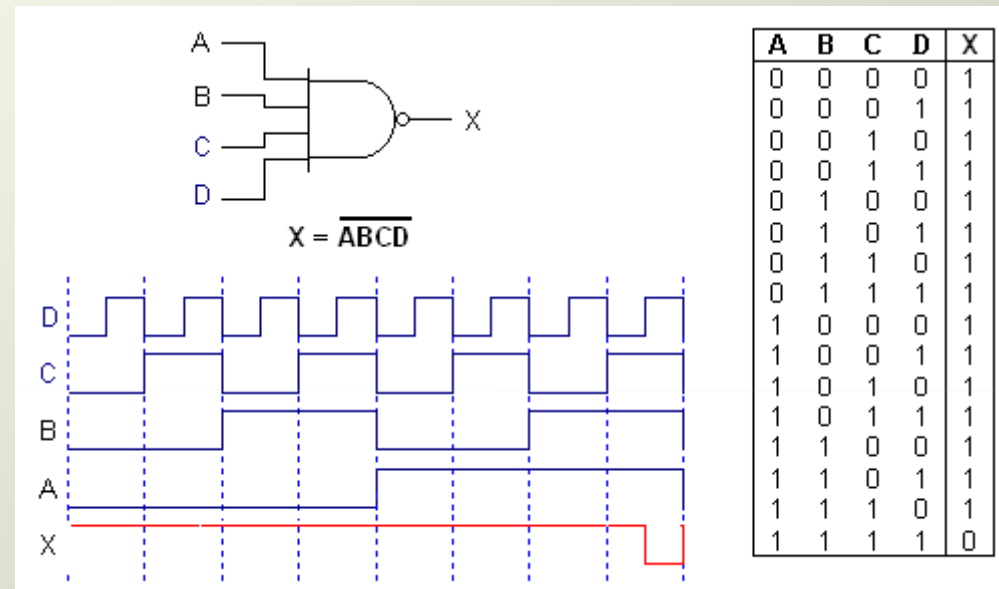 A
B
C
D
X
X = \overline{ABCD}
D
C
B
A
X
A B C D X
0 0 0 0 1
0 0 0 1 1
0 0 1 0 1
0 0 1 1 1
0 1 0 0 1
0 1 0 1 1
0 1 1 0 1
0 1 1 1 1
1 0 0 0 1
1 0 0 1 1
1 0 1 0 1
1 0 1 1 1
1 1 0 0 1
1 1 0 1 1
1 1 1 0 1
1 1 1 1 0